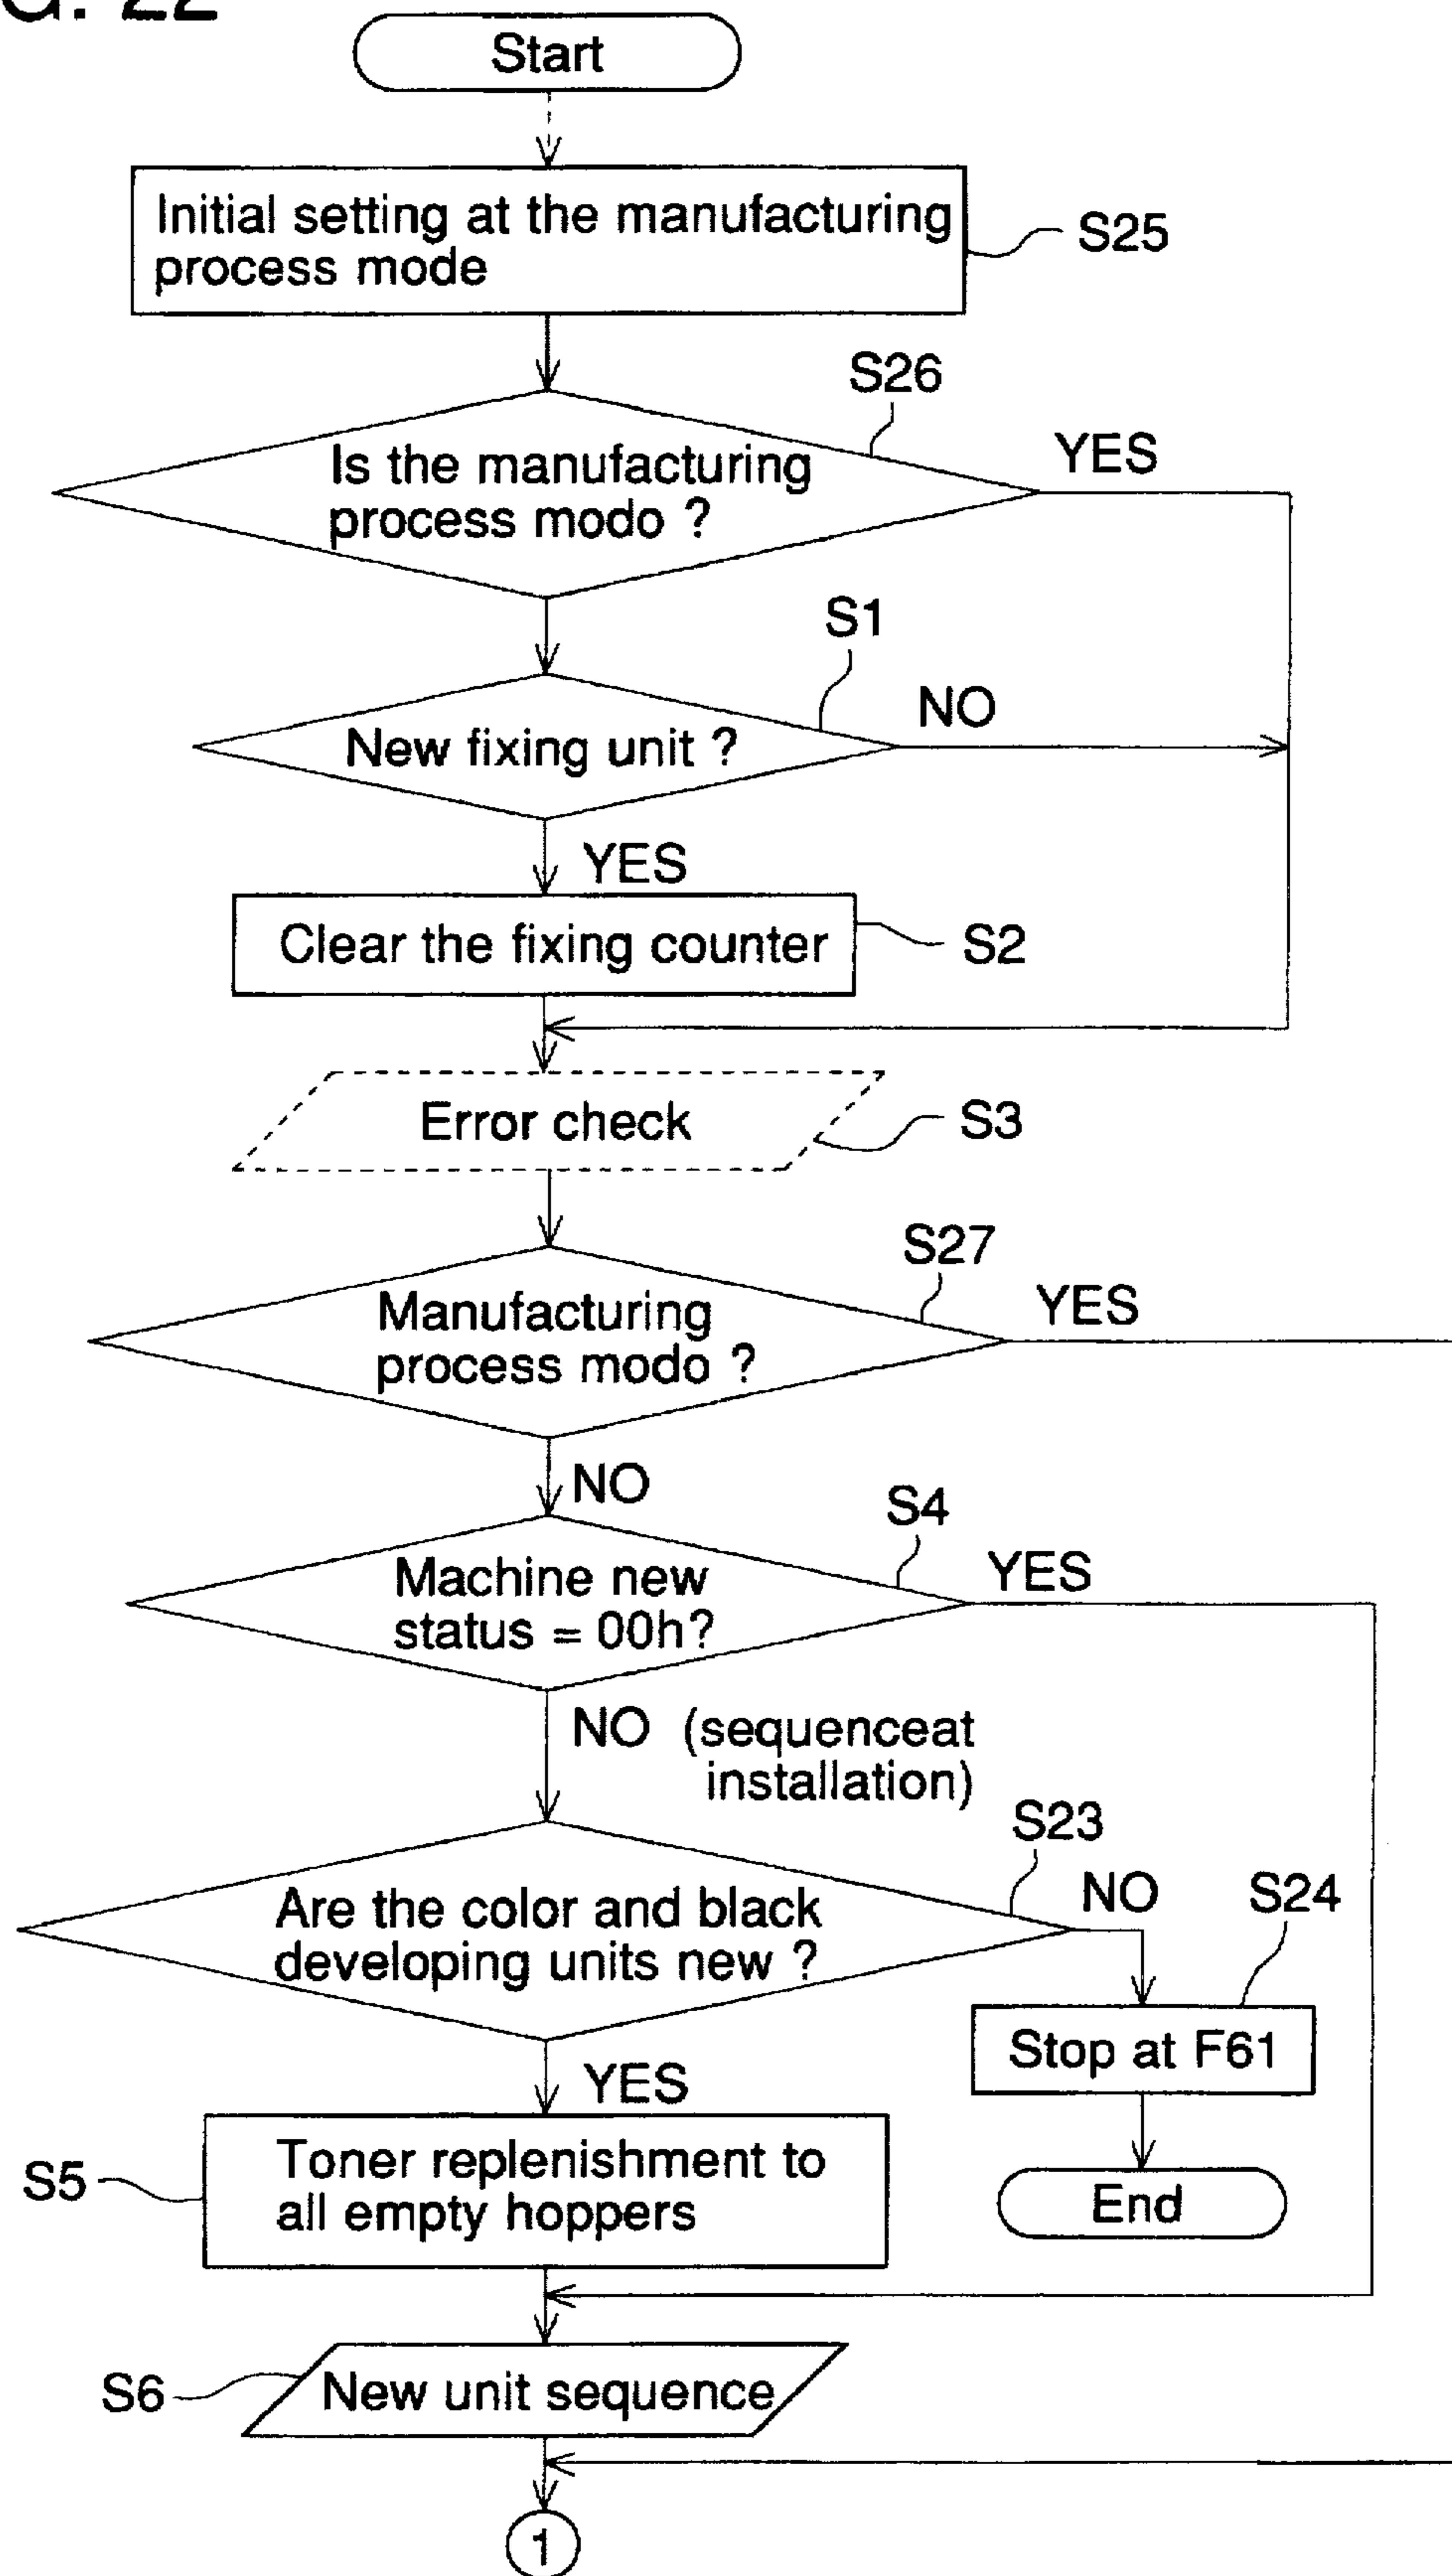 G. 22
Start
Initial setting at the manufacturing
process mode
S25
S26
Is the manufacturing
process modo ?
YES
S1
New fixing unit ?
NO
YES
Clear the fixing counter
S2
Error check
S3
S27
Manufacturing
process modo ?
YES
NO
S4
Machine new
status = 00h?
YES
NO (sequenceat
installation)
S23
Are the color and black
developing units new ?
NO
S24
Stop at F61
End
YES
S5
Toner replenishment to
all empty hoppers
S6
New unit sequence
1